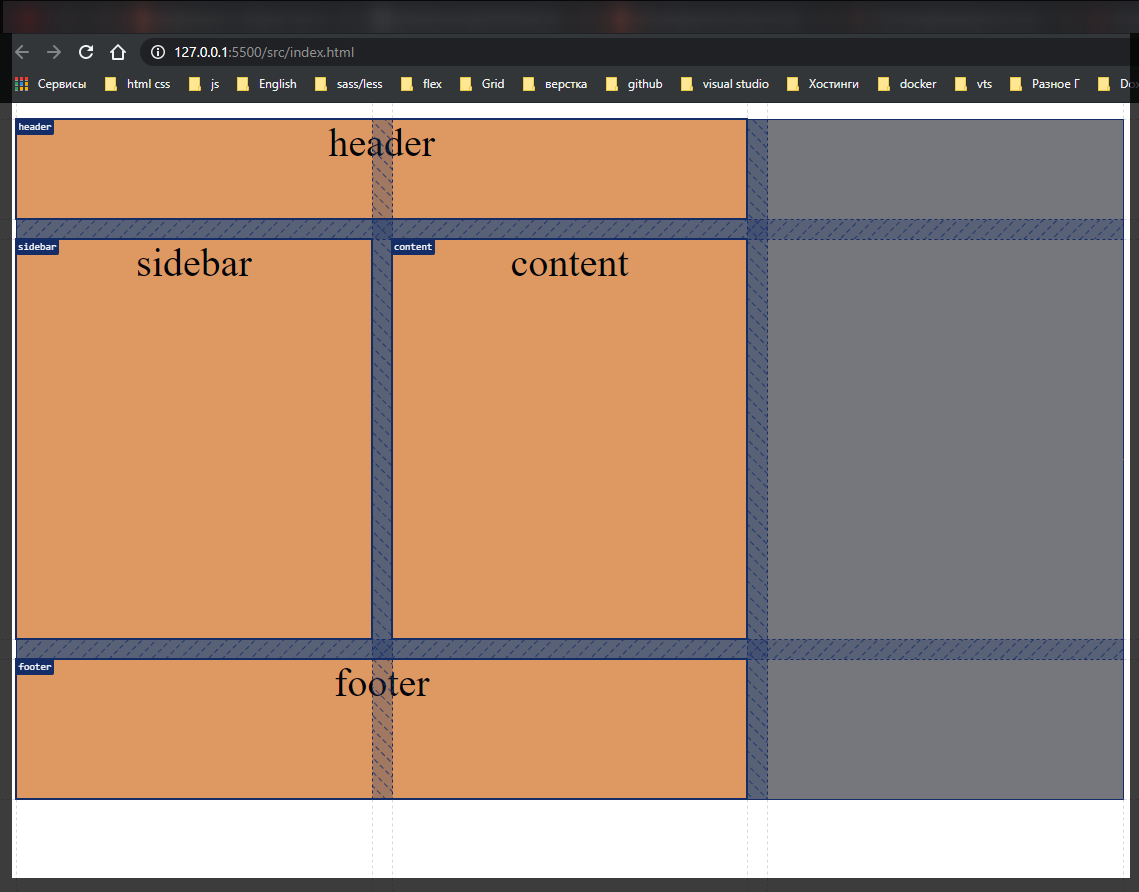 127.0.0.1:5500/src/index.html
Сервисы html css js English sass/less flex Grid верстка github visual studio Хостинги docker vts Разное Г
header
header
sidebar content
sidebar content
footer
footer